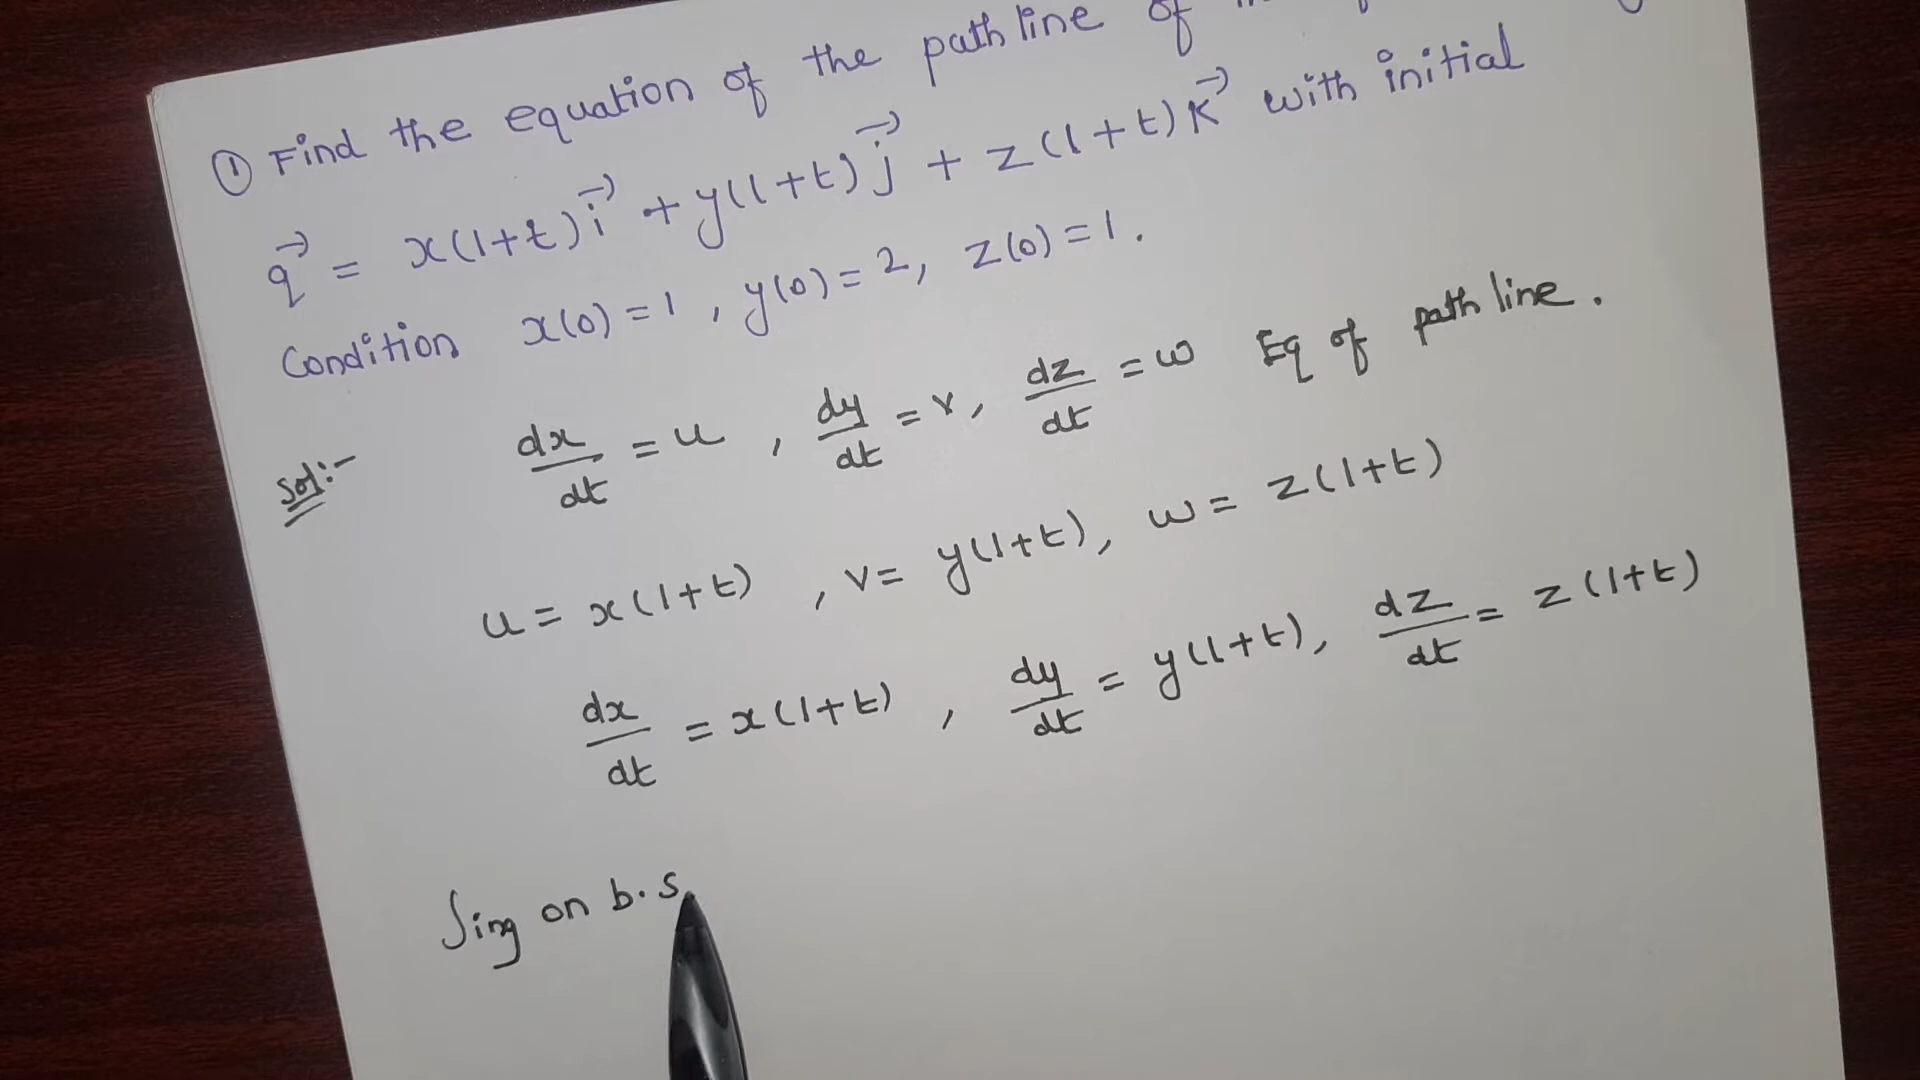 ① Find the equation of the path line of
q⃗ = x(1+t)i⃗ + y(1+t)j⃗ + z(1+t)k⃗ with initial
Condition x(0)=1, y(0)=2, z(0)=1.
Sol:- dx/dt = u, dy/dt = v, dz/dt = w Eq of path line.
u = x(1+t), v = y(1+t), w = z(1+t)
dx/dt = x(1+t), dy/dt = y(1+t), dz/dt = z(1+t)
∫ing on b.s.